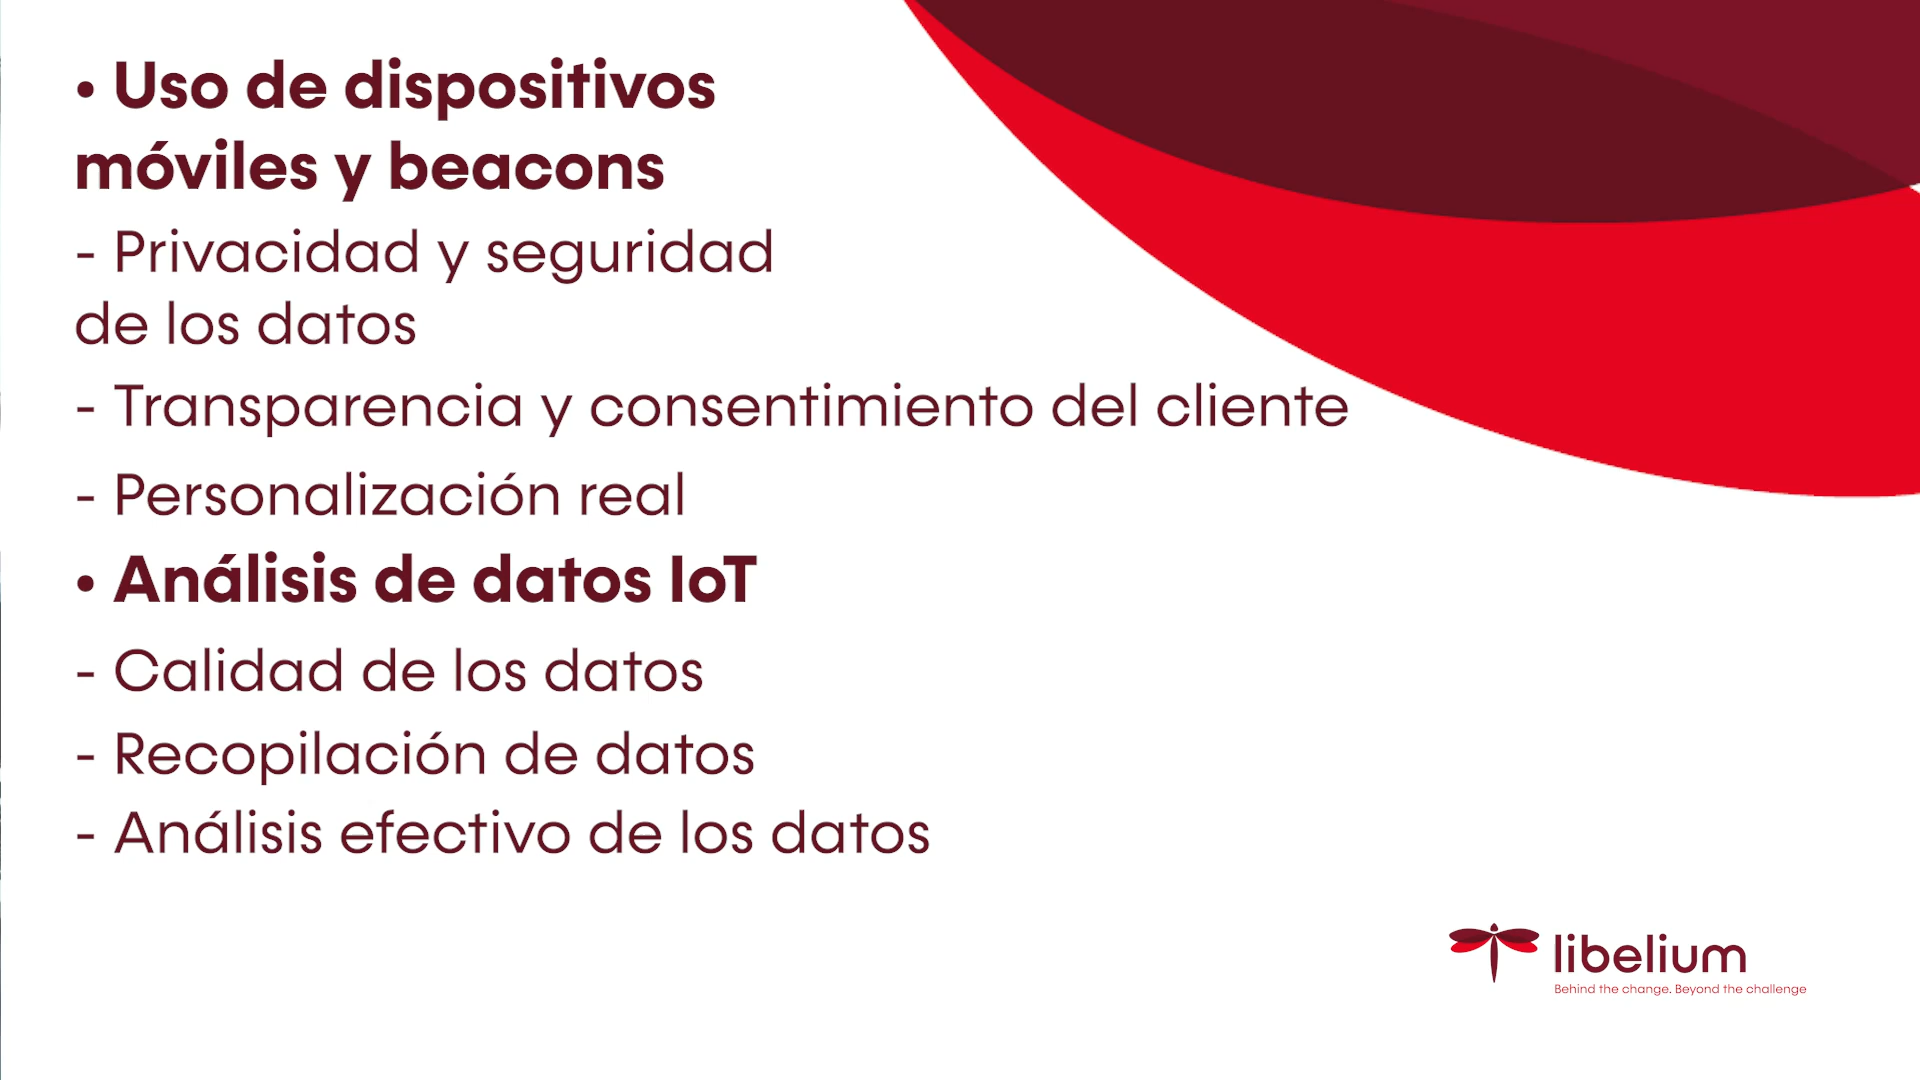 • Uso de dispositivos
móviles y beacons
- Privacidad y seguridad
de los datos
- Transparencia y consentimiento del cliente
- Personalización real
• Análisis de datos IoT
- Calidad de los datos
- Recopilación de datos
- Análisis efectivo de los datos
libelium
Behind the change. Beyond the challenge